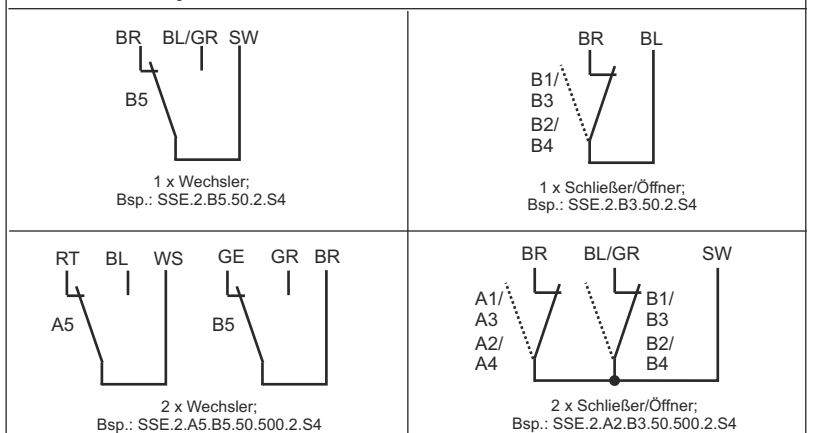 BR BL/GR SW
B5
1 x Wechsler;
Bsp.: SSE.2.B5.50.2.S4
BR BL
B1/
B3
B2/
B4
1 x Schließer/Öffner;
Bsp.: SSE.2.B3.50.2.S4
RT BL WS GE GR BR
A5 B5
2 x Wechsler;
Bsp.: SSE.2.A5.B5.50.500.2.S4
BR BL/GR SW
A1/ B1/
A3 B3
A2/ B2/
A4 B4
2 x Schließer/Öffner;
Bsp.: SSE.2.A2.B3.50.500.2.S4